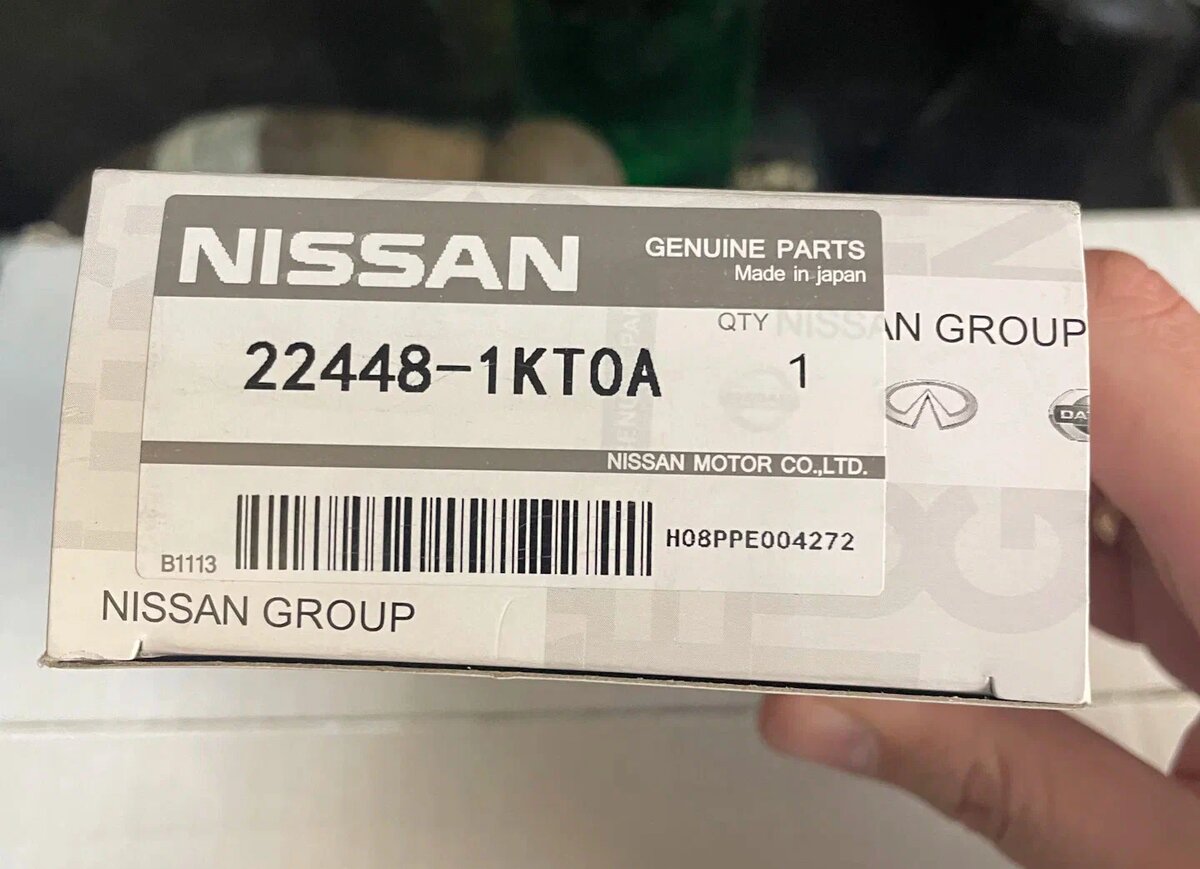 NISSAN
GENUINE PARTS
Made in japan
QTY
22448-1KT0A
1
NISSAN MOTOR CO.,LTD.
B1113
H08PPE004272
NISSAN GROUP
NISSAN GROUP
DAT